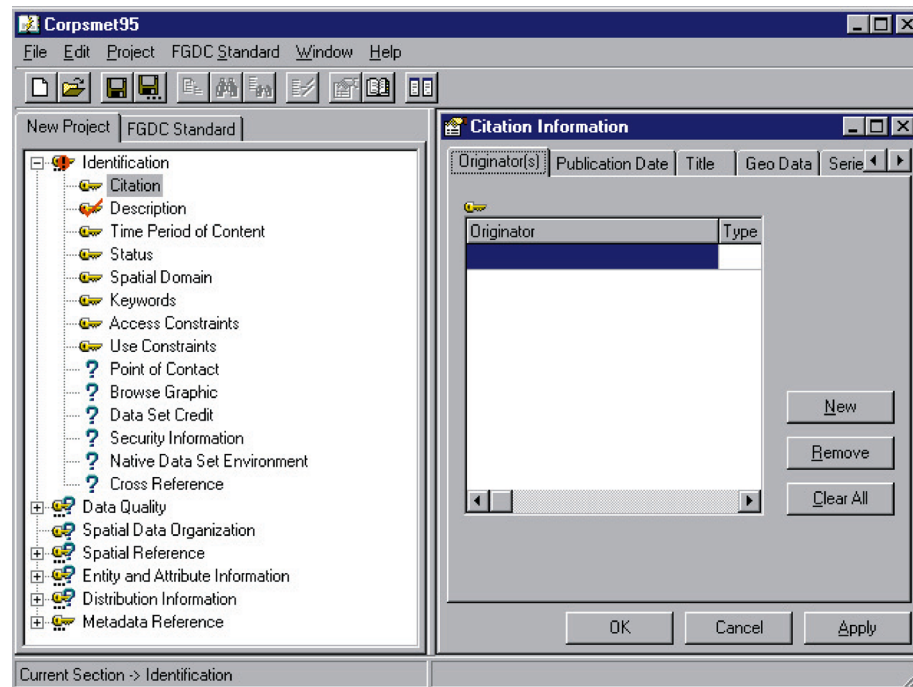 Corpsmet95
File Edit Project FGDC Standard Window Help
New Project FGDC Standard
Identification
Citation
Description
Time Period of Content
Status
Spatial Domain
Keywords
Access Constraints
Use Constraints
? Point of Contact
? Browse Graphic
? Data Set Credit
? Security Information
? Native Data Set Environment
? Cross Reference
Data Quality
Spatial Data Organization
Spatial Reference
Entity and Attribute Information
Distribution Information
Metadata Reference
Current Section -> Identification
Citation Information
Originator(s) Publication Date Title Geo Data Serie
Originator Type
New
Remove
Clear All
OK Cancel Apply